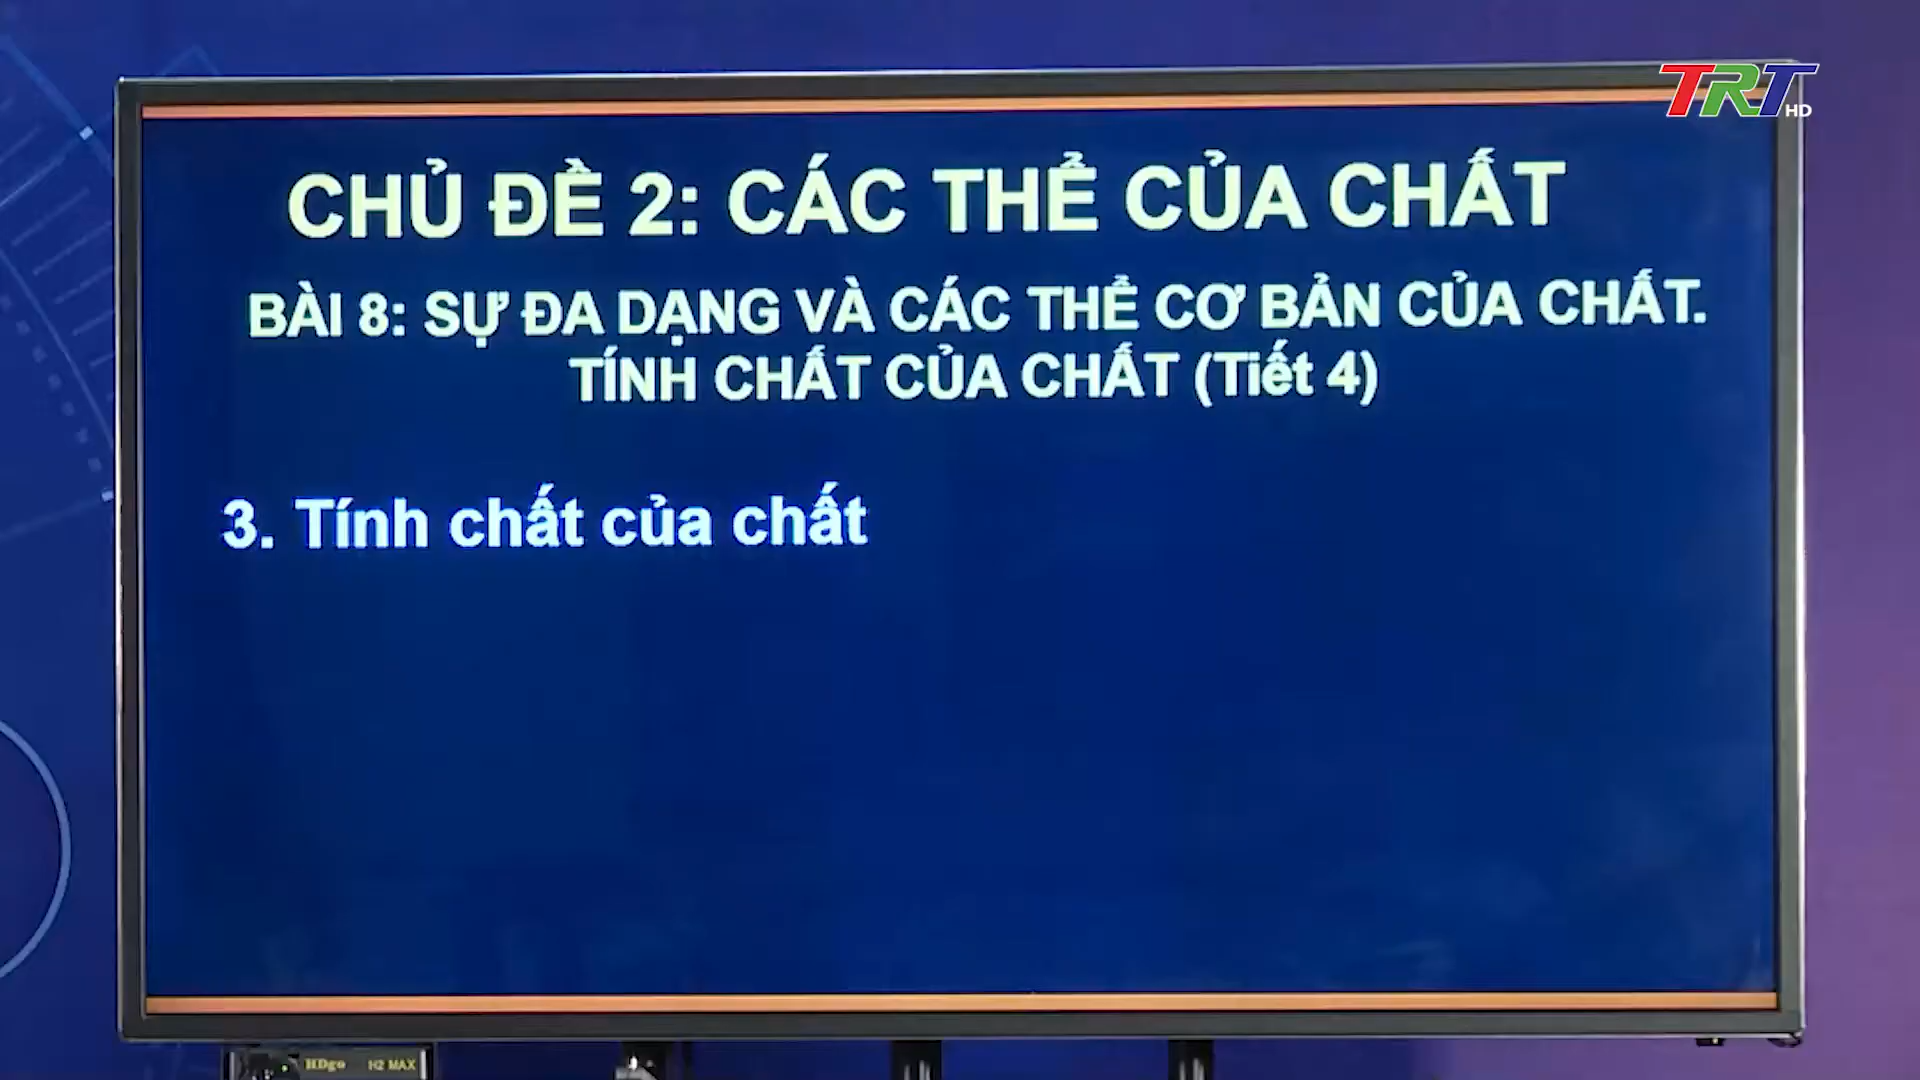 TRT HD
CHỦ ĐỀ 2: CÁC THỂ CỦA CHẤT
BÀI 8: SỰ ĐA DẠNG VÀ CÁC THỂ CƠ BẢN CỦA CHẤT.
TÍNH CHẤT CỦA CHẤT (Tiết 4)
3. Tính chất của chất
HDgo H2 MAX